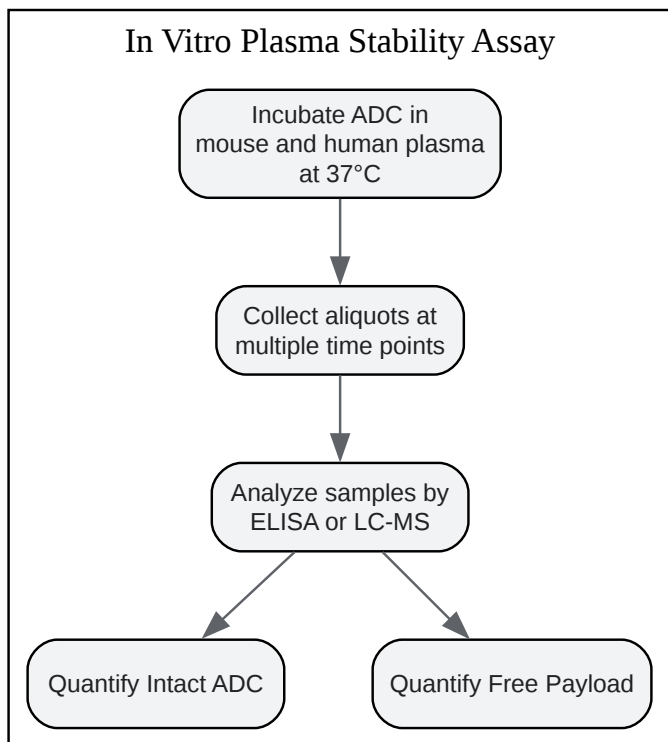 In Vitro Plasma Stability Assay
Incubate ADC in
mouse and human plasma
at 37°C
Collect aliquots at
multiple time points
Analyze samples by
ELISA or LC-MS
Quantify Intact ADC
Quantify Free Payload